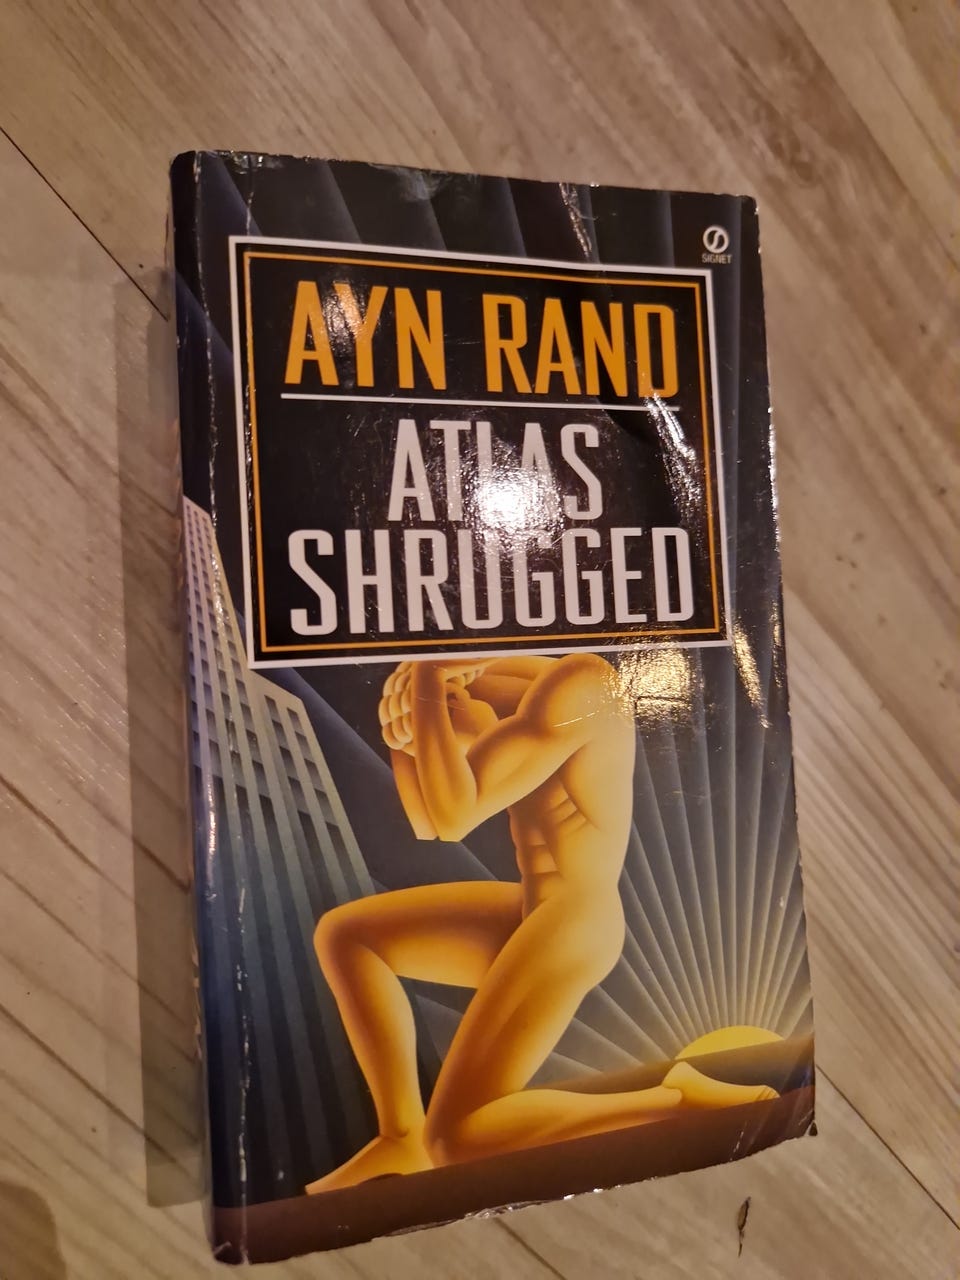 SIGNET
AYN RAND
ATLAS
SHRUGGED